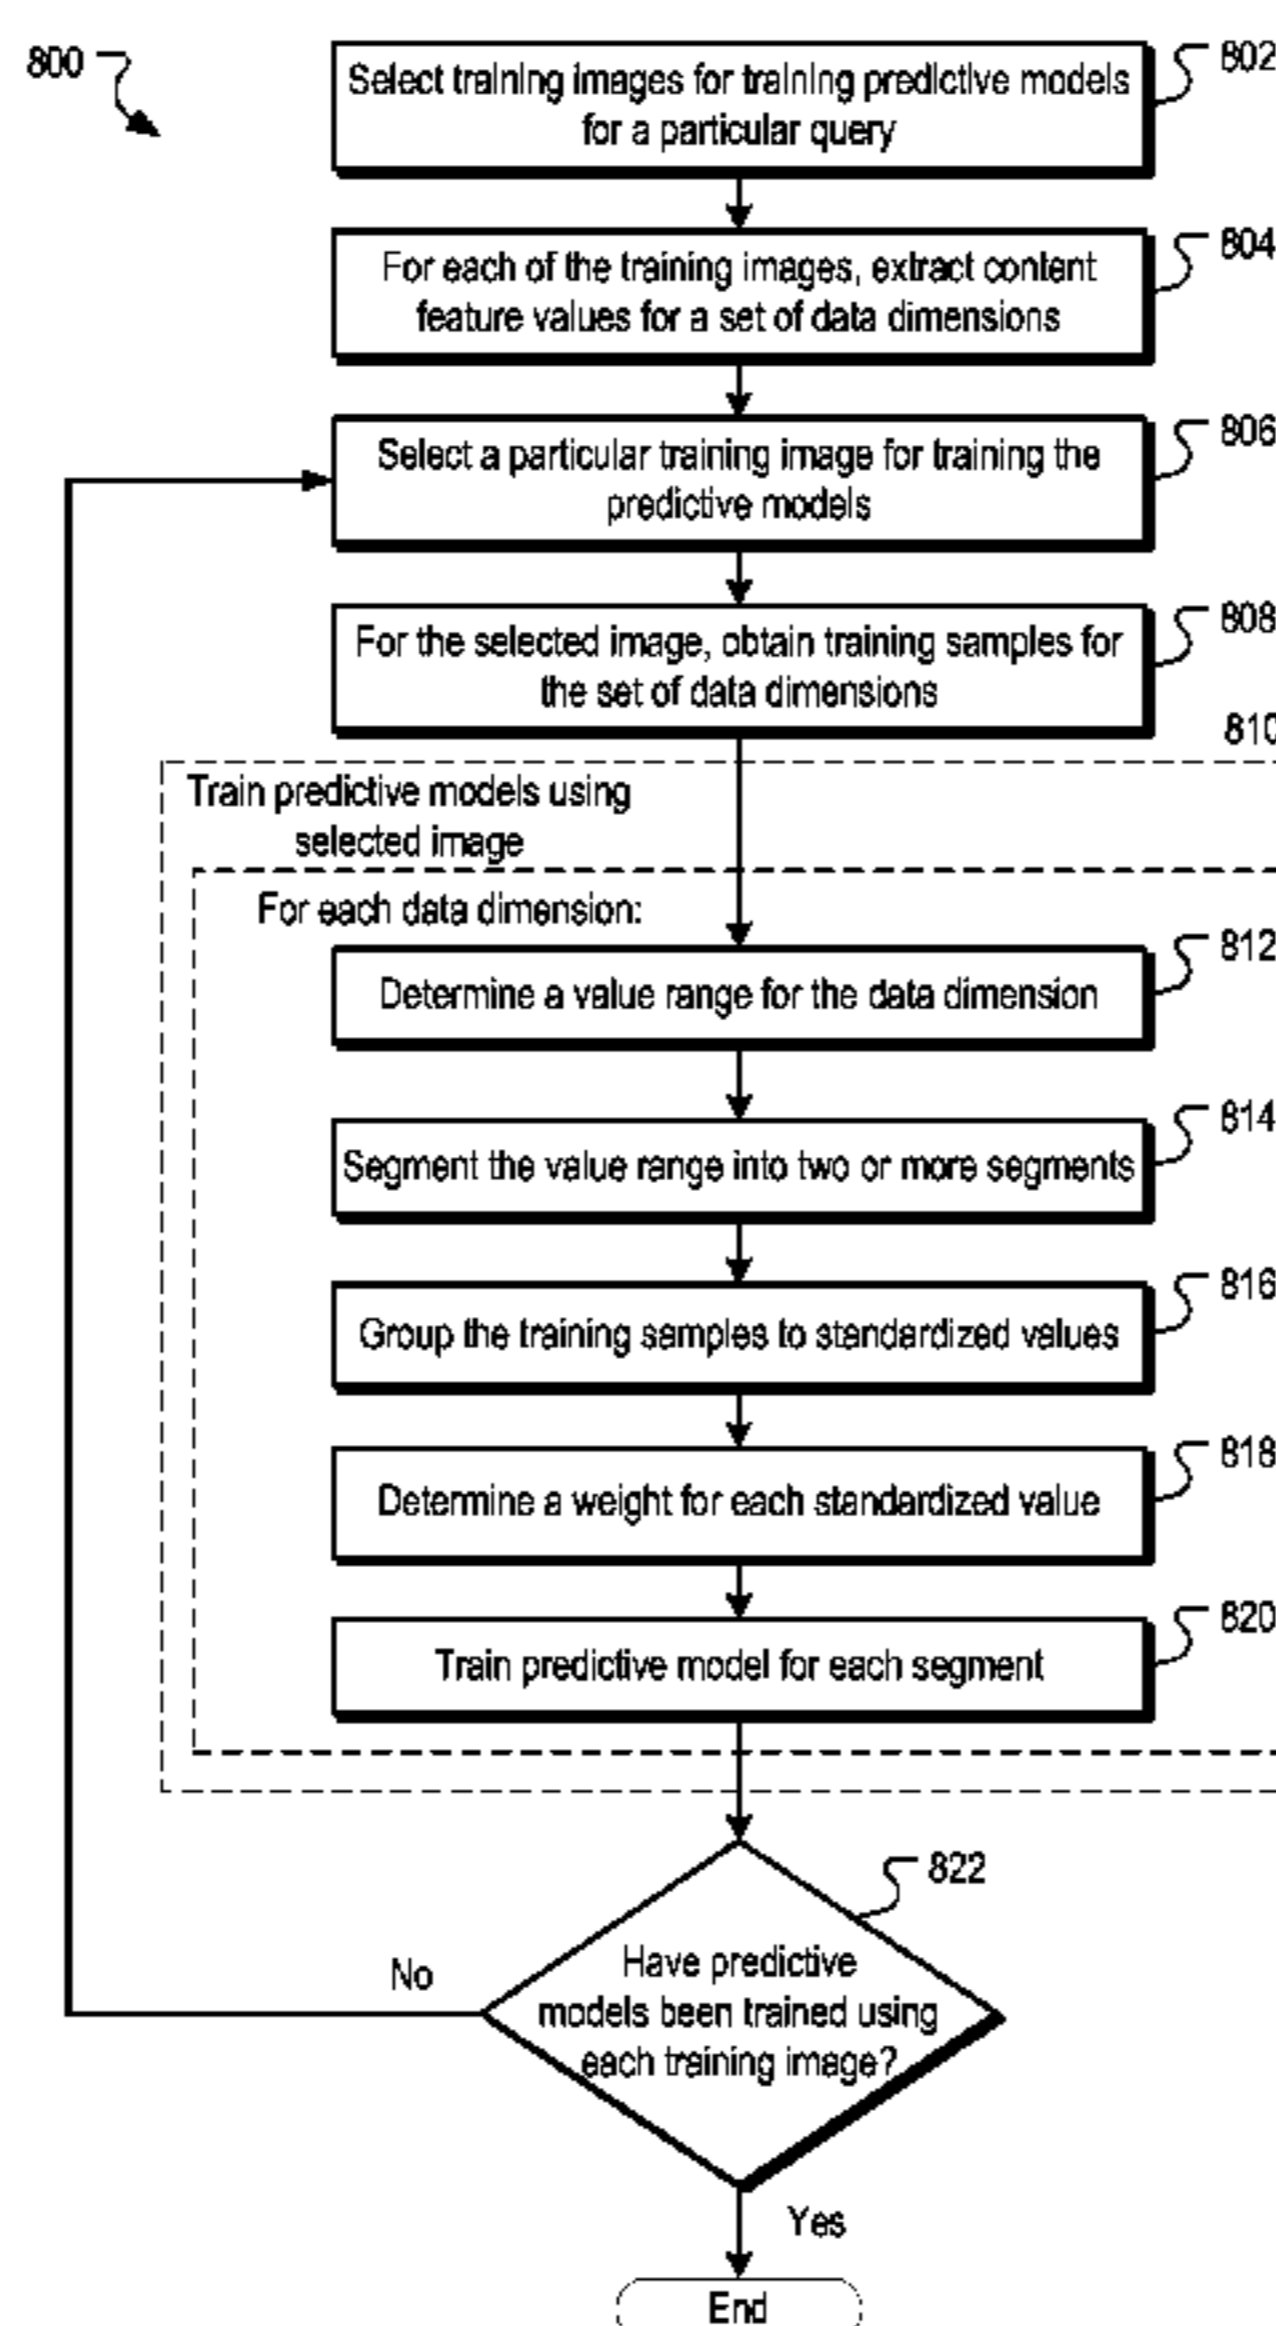 800
Select training images for training predictive models
for a particular query
802
For each of the training images, extract content
feature values for a set of data dimensions
804
Select a particular training image for training the
predictive models
806
For the selected image, obtain training samples for
the set of data dimensions
808
810
Train predictive models using
selected image
For each data dimension:
Determine a value range for the data dimension
812
Segment the value range into two or more segments
814
Group the training samples to standardized values
816
Determine a weight for each standardized value
818
Train predictive model for each segment
820
822
Have predictive
models been trained using
each training image?
No
Yes
End